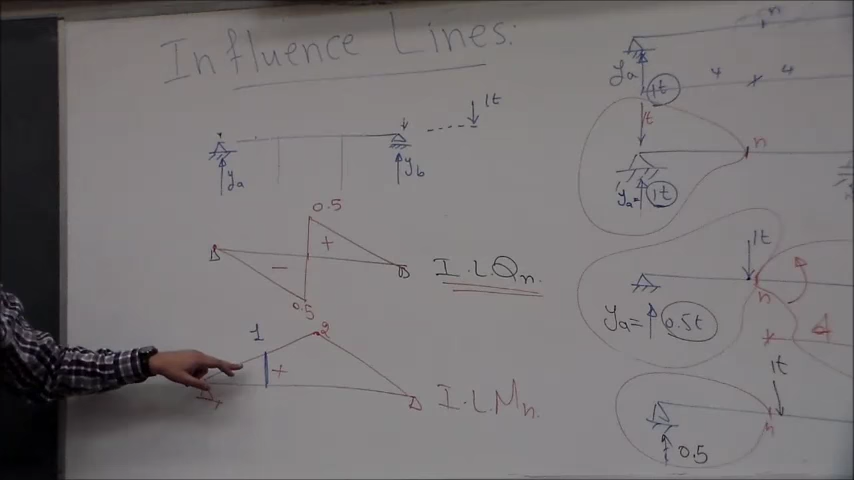 Influence Lines:
1t
ya
yb
0.5
+
-
I.L.Qn.
0.5
1
2
+
I.L.Mn.
n
ya
4
4
1t
1t
n
ya=
1t
1t
n
ya=
0.5t
4
1t
n
0.5